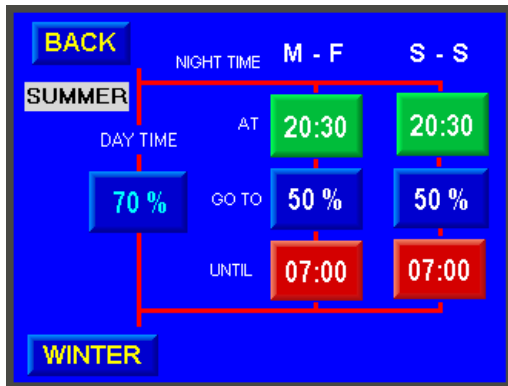 BACK
NIGHT TIME M - F S - S
SUMMER
AT 20:30 20:30
DAY TIME
70 % GO TO 50 % 50 %
UNTIL 07:00 07:00
WINTER